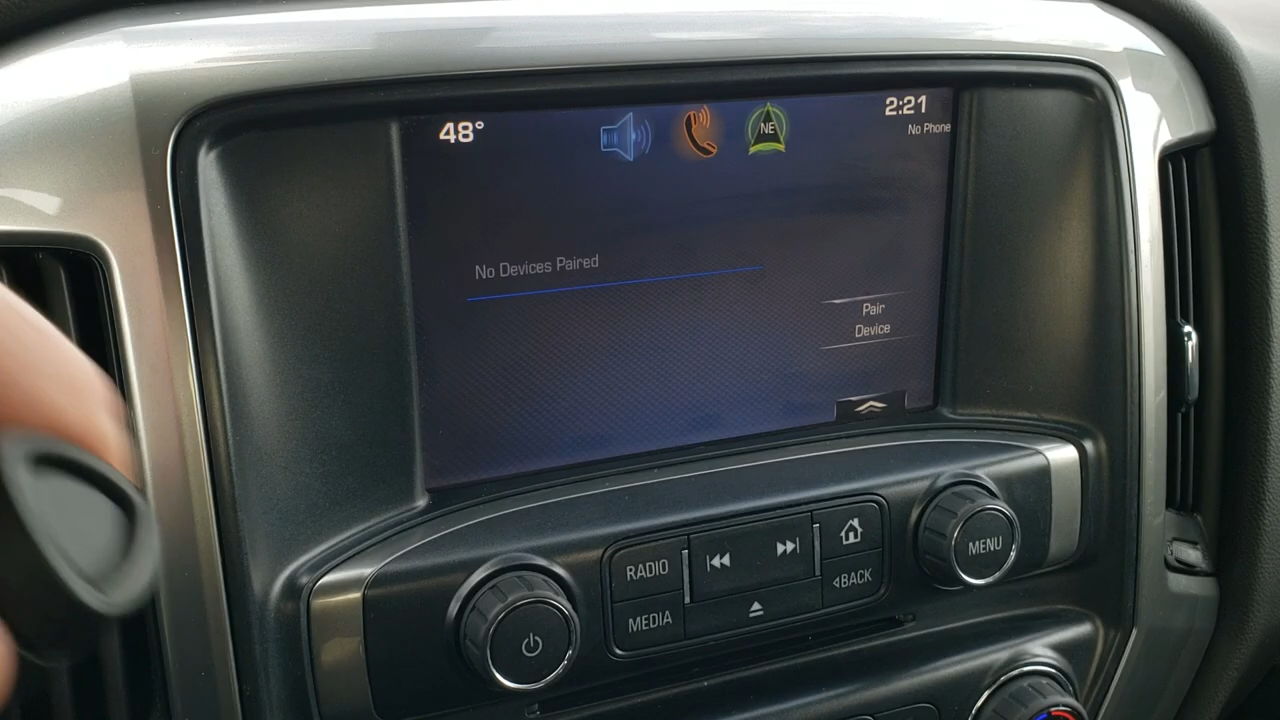 48°
NE
2:21
No Phone
No Devices Paired
Pair
Device
RADIO
MEDIA
BACK
MENU